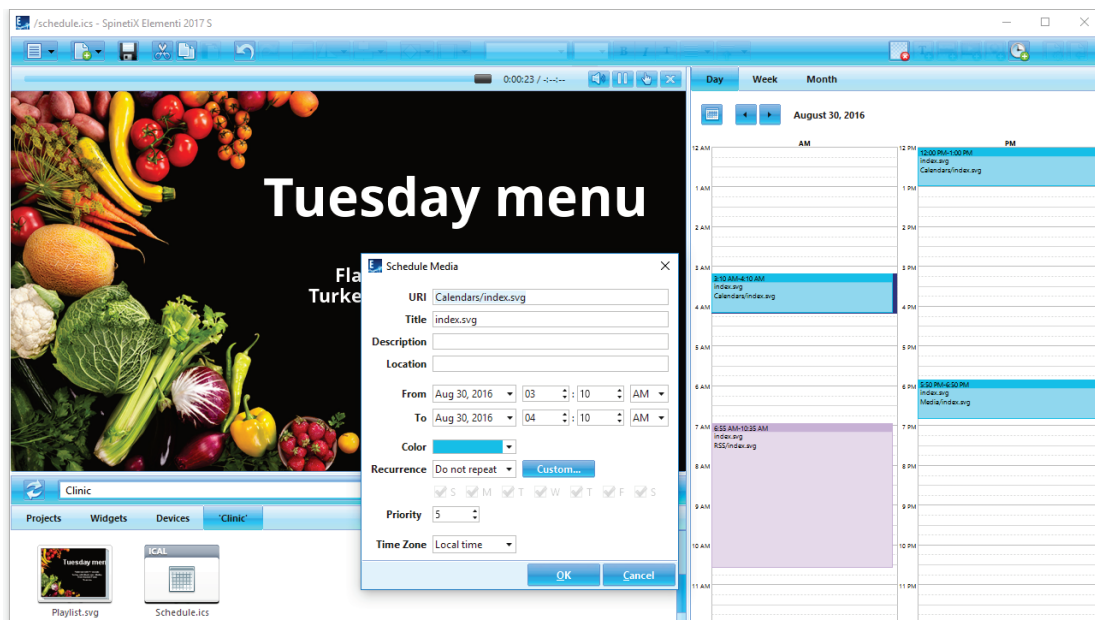 /schedule.ics - SpinetiX Elementi 2017 S
B I T
0:00:23 / -:--:--
Day Week Month
August 30, 2016
AM PM
12 AM
1 AM
2 AM
3 AM
3:10 AM-4:10 AM
index.svg
Calendars/index.svg
4 AM
5 AM
6 AM
7 AM
6:55 AM-10:35 AM
index.svg
RSS/index.svg
8 AM
9 AM
10 AM
11 AM
12 PM
12:00 PM-1:00 PM
index.svg
Calendars/index.svg
1 PM
2 PM
3 PM
4 PM
5 PM
6 PM
5:50 PM-6:50 PM
index.svg
Media/index.svg
7 PM
8 PM
9 PM
10 PM
11 PM
Tuesday menu
Fla
Turke
Schedule Media
URI Calendars/index.svg
Title index.svg
Description
Location
From Aug 30, 2016 03 : 10 AM
To Aug 30, 2016 04 : 10 AM
Color
Recurrence Do not repeat Custom...
S M T W T F S
Priority 5
Time Zone Local time
OK Cancel
Clinic
Projects Widgets Devices 'Clinic'
Tuesday men
ICAL
Playlist.svg Schedule.ics